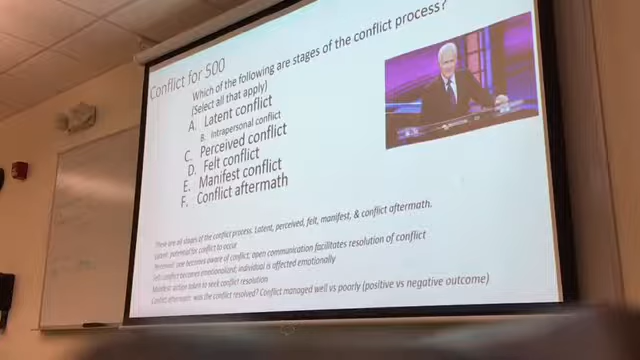 Conflict for 500
Which of the following are stages of the conflict process?
(Select all that apply)
A. Latent conflict
B. Intrapersonal conflict
C. Perceived conflict
D. Felt conflict
E. Manifest conflict
F. Conflict aftermath
These are all stages of the conflict process: Latent, perceived, felt, manifest, & conflict aftermath.
Latent: potential for conflict to occur
Perceived: one becomes aware of conflict; open communication facilitates resolution of conflict
Felt: conflict becomes emotionalized; individual is affected emotionally
Manifest: action taken to seek conflict resolution
Conflict aftermath: was the conflict resolved? Conflict managed well vs poorly (positive vs negative outcome)